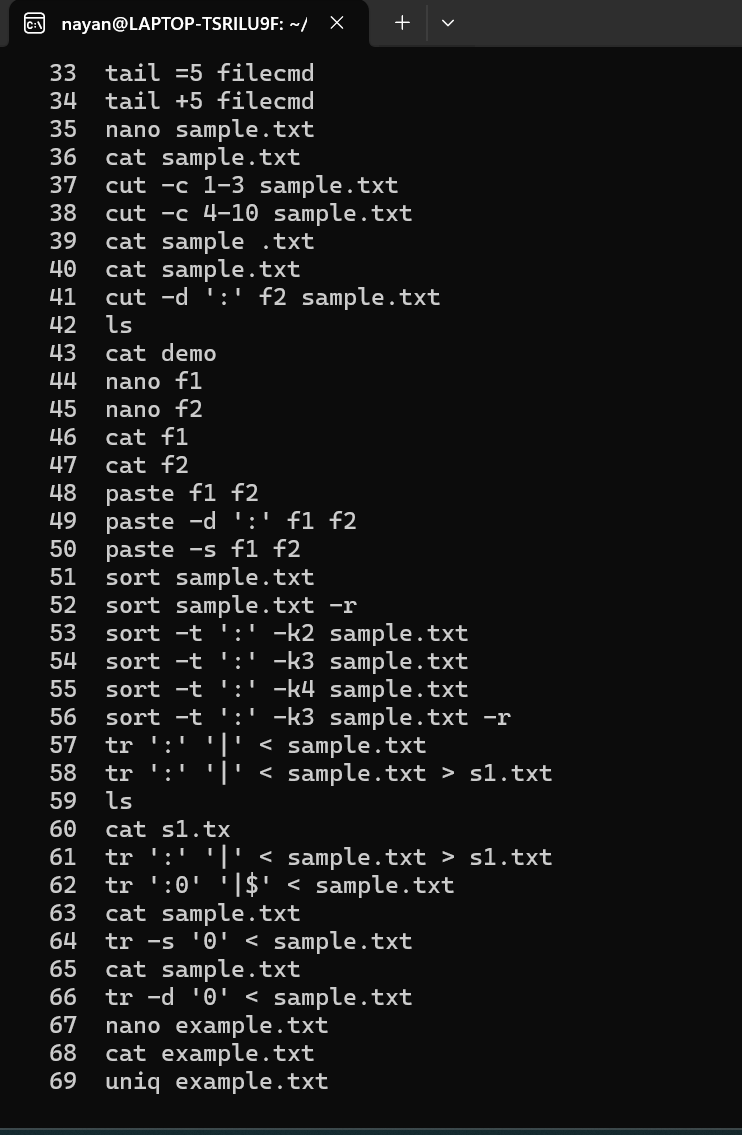 nayan@LAPTOP-TSRILU9F: ~/
33 tail =5 filecmd
34 tail +5 filecmd
35 nano sample.txt
36 cat sample.txt
37 cut -c 1-3 sample.txt
38 cut -c 4-10 sample.txt
39 cat sample .txt
40 cat sample.txt
41 cut -d ':' f2 sample.txt
42 ls
43 cat demo
44 nano f1
45 nano f2
46 cat f1
47 cat f2
48 paste f1 f2
49 paste -d ':' f1 f2
50 paste -s f1 f2
51 sort sample.txt
52 sort sample.txt -r
53 sort -t ':' -k2 sample.txt
54 sort -t ':' -k3 sample.txt
55 sort -t ':' -k4 sample.txt
56 sort -t ':' -k3 sample.txt -r
57 tr ':' '|' < sample.txt
58 tr ':' '|' < sample.txt > s1.txt
59 ls
60 cat s1.tx
61 tr ':' '|' < sample.txt > s1.txt
62 tr ':0' '|$' < sample.txt
63 cat sample.txt
64 tr -s '0' < sample.txt
65 cat sample.txt
66 tr -d '0' < sample.txt
67 nano example.txt
68 cat example.txt
69 uniq example.txt